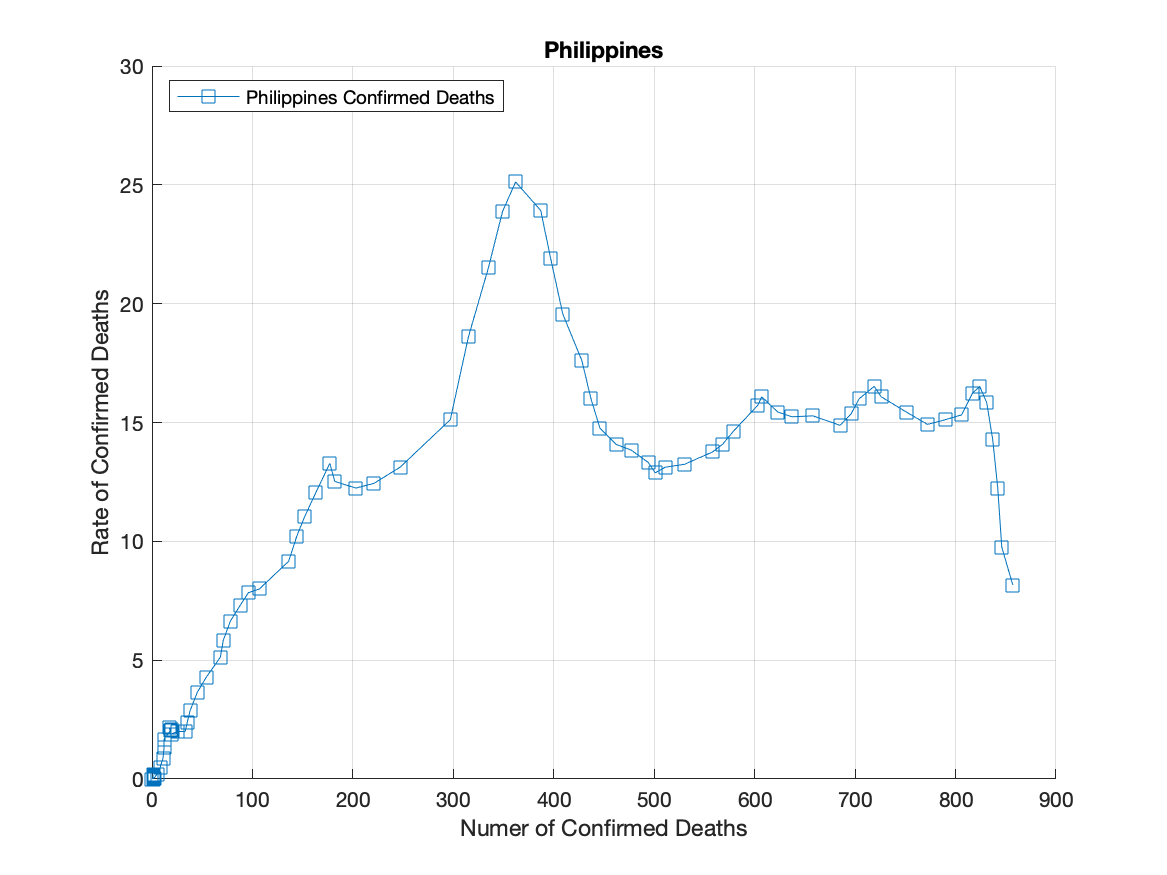 Philippines
Philippines Confirmed Deaths
30
25
20
15
10
5
0
Rate of Confirmed Deaths
0 100 200 300 400 500 600 700 800 900
Numer of Confirmed Deaths